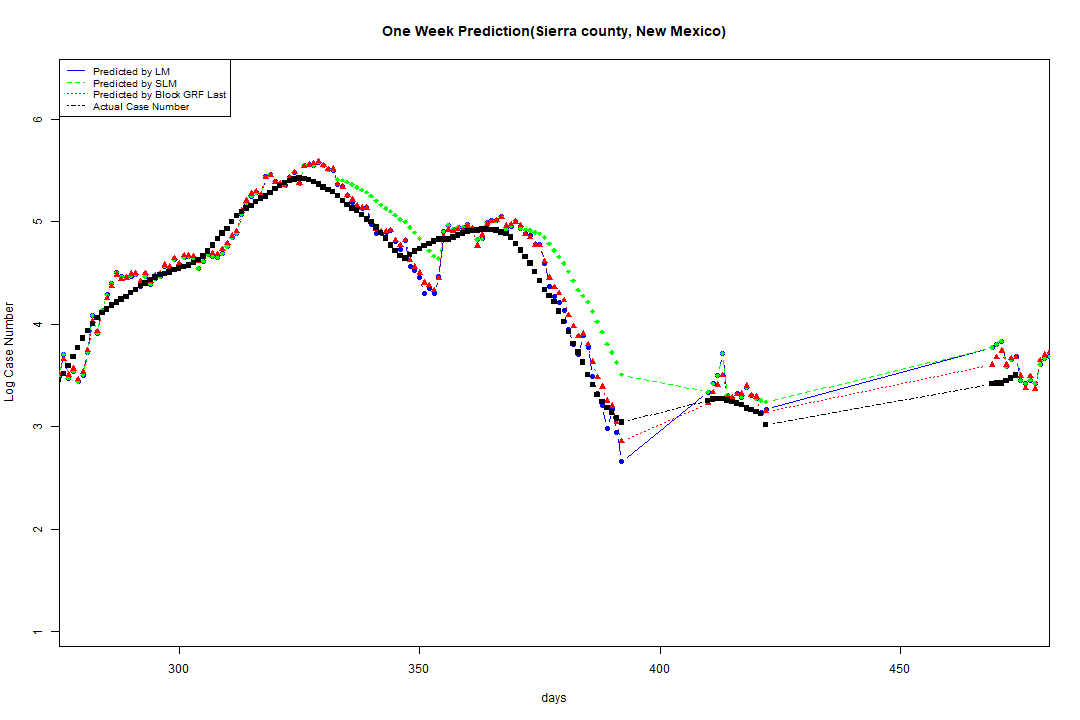 One Week Prediction(Sierra county, New Mexico)
Predicted by LM
Predicted by SLM
Predicted by Block GRF Last
Actual Case Number
6
5
4
3
2
1
Log Case Number
300 350 400 450
days